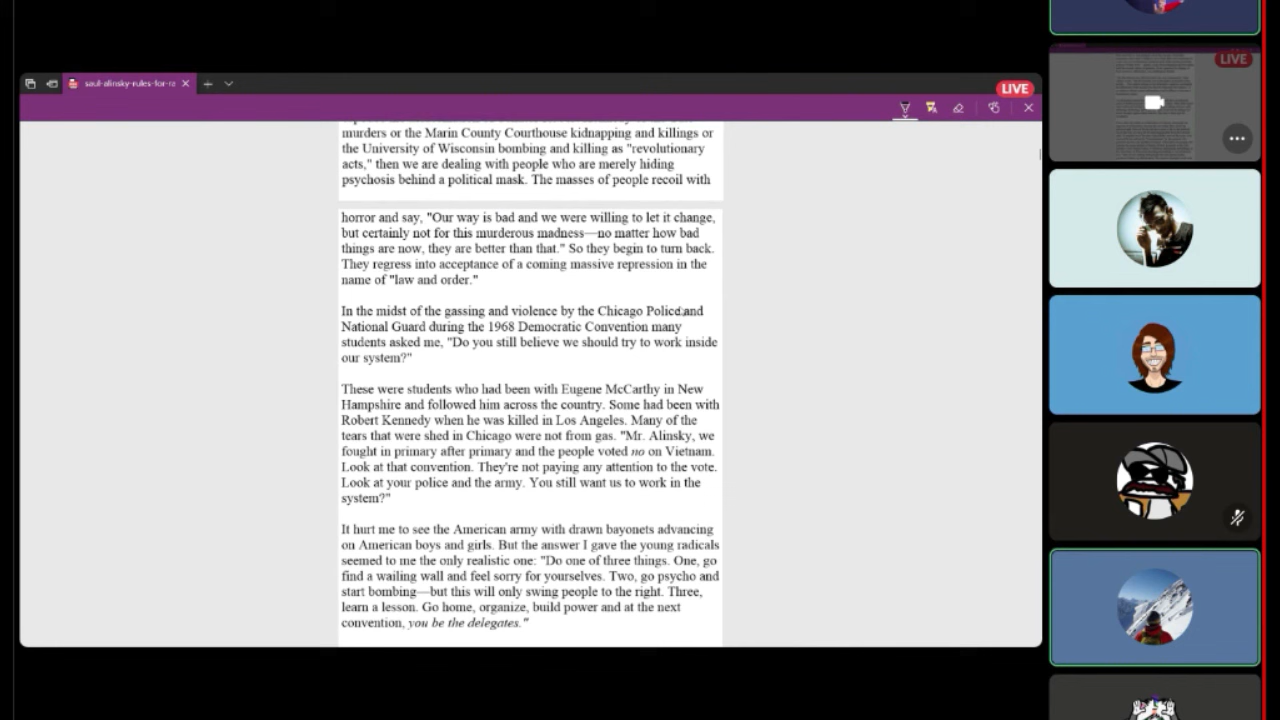 LIVE
saul-alinsky-rules-for-ra
LIVE
murders or the Marin County Courthouse kidnapping and killings or
the University of Wisconsin bombing and killing as "revolutionary
acts," then we are dealing with people who are merely hiding
psychosis behind a political mask. The masses of people recoil with
horror and say, "Our way is bad and we were willing to let it change,
but certainly not for this murderous madness—no matter how bad
things are now, they are better than that." So they begin to turn back.
They regress into acceptance of a coming massive repression in the
name of "law and order."
In the midst of the gassing and violence by the Chicago Police and
National Guard during the 1968 Democratic Convention many
students asked me, "Do you still believe we should try to work inside
our system?"
These were students who had been with Eugene McCarthy in New
Hampshire and followed him across the country. Some had been with
Robert Kennedy when he was killed in Los Angeles. Many of the
tears that were shed in Chicago were not from gas. "Mr. Alinsky, we
fought in primary after primary and the people voted no on Vietnam.
Look at that convention. They're not paying any attention to the vote.
Look at your police and the army. You still want us to work in the
system?"
It hurt me to see the American army with drawn bayonets advancing
on American boys and girls. But the answer I gave the young radicals
seemed to me the only realistic one: "Do one of three things. One, go
find a wailing wall and feel sorry for yourselves. Two, go psycho and
start bombing—but this will only swing people to the right. Three,
learn a lesson. Go home, organize, build power and at the next
convention, you be the delegates."